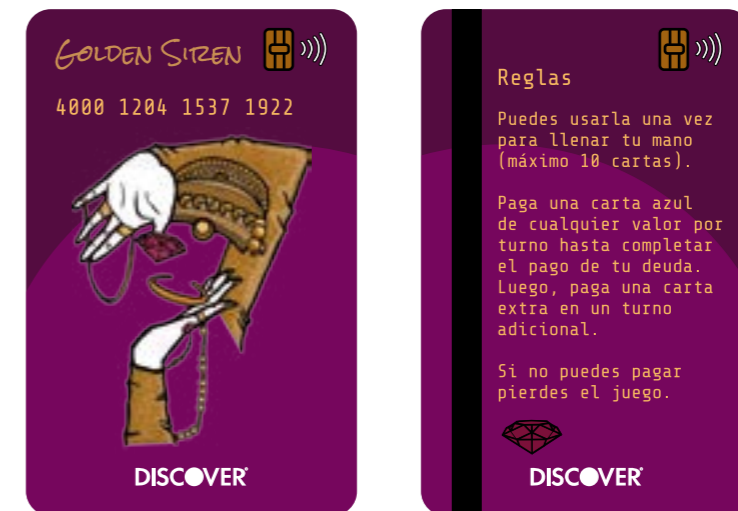 GOLDEN SIREN
4000 1204 1537 1922
DISCOVER®
Reglas
Puedes usarla una vez
para llenar tu mano
(máximo 10 cartas).
Paga una carta azul
de cualquier valor por
turno hasta completar
el pago de tu deuda.
Luego, paga una carta
extra en un turno
adicional.
Si no puedes pagar
pierdes el juego.
DISCOVER®